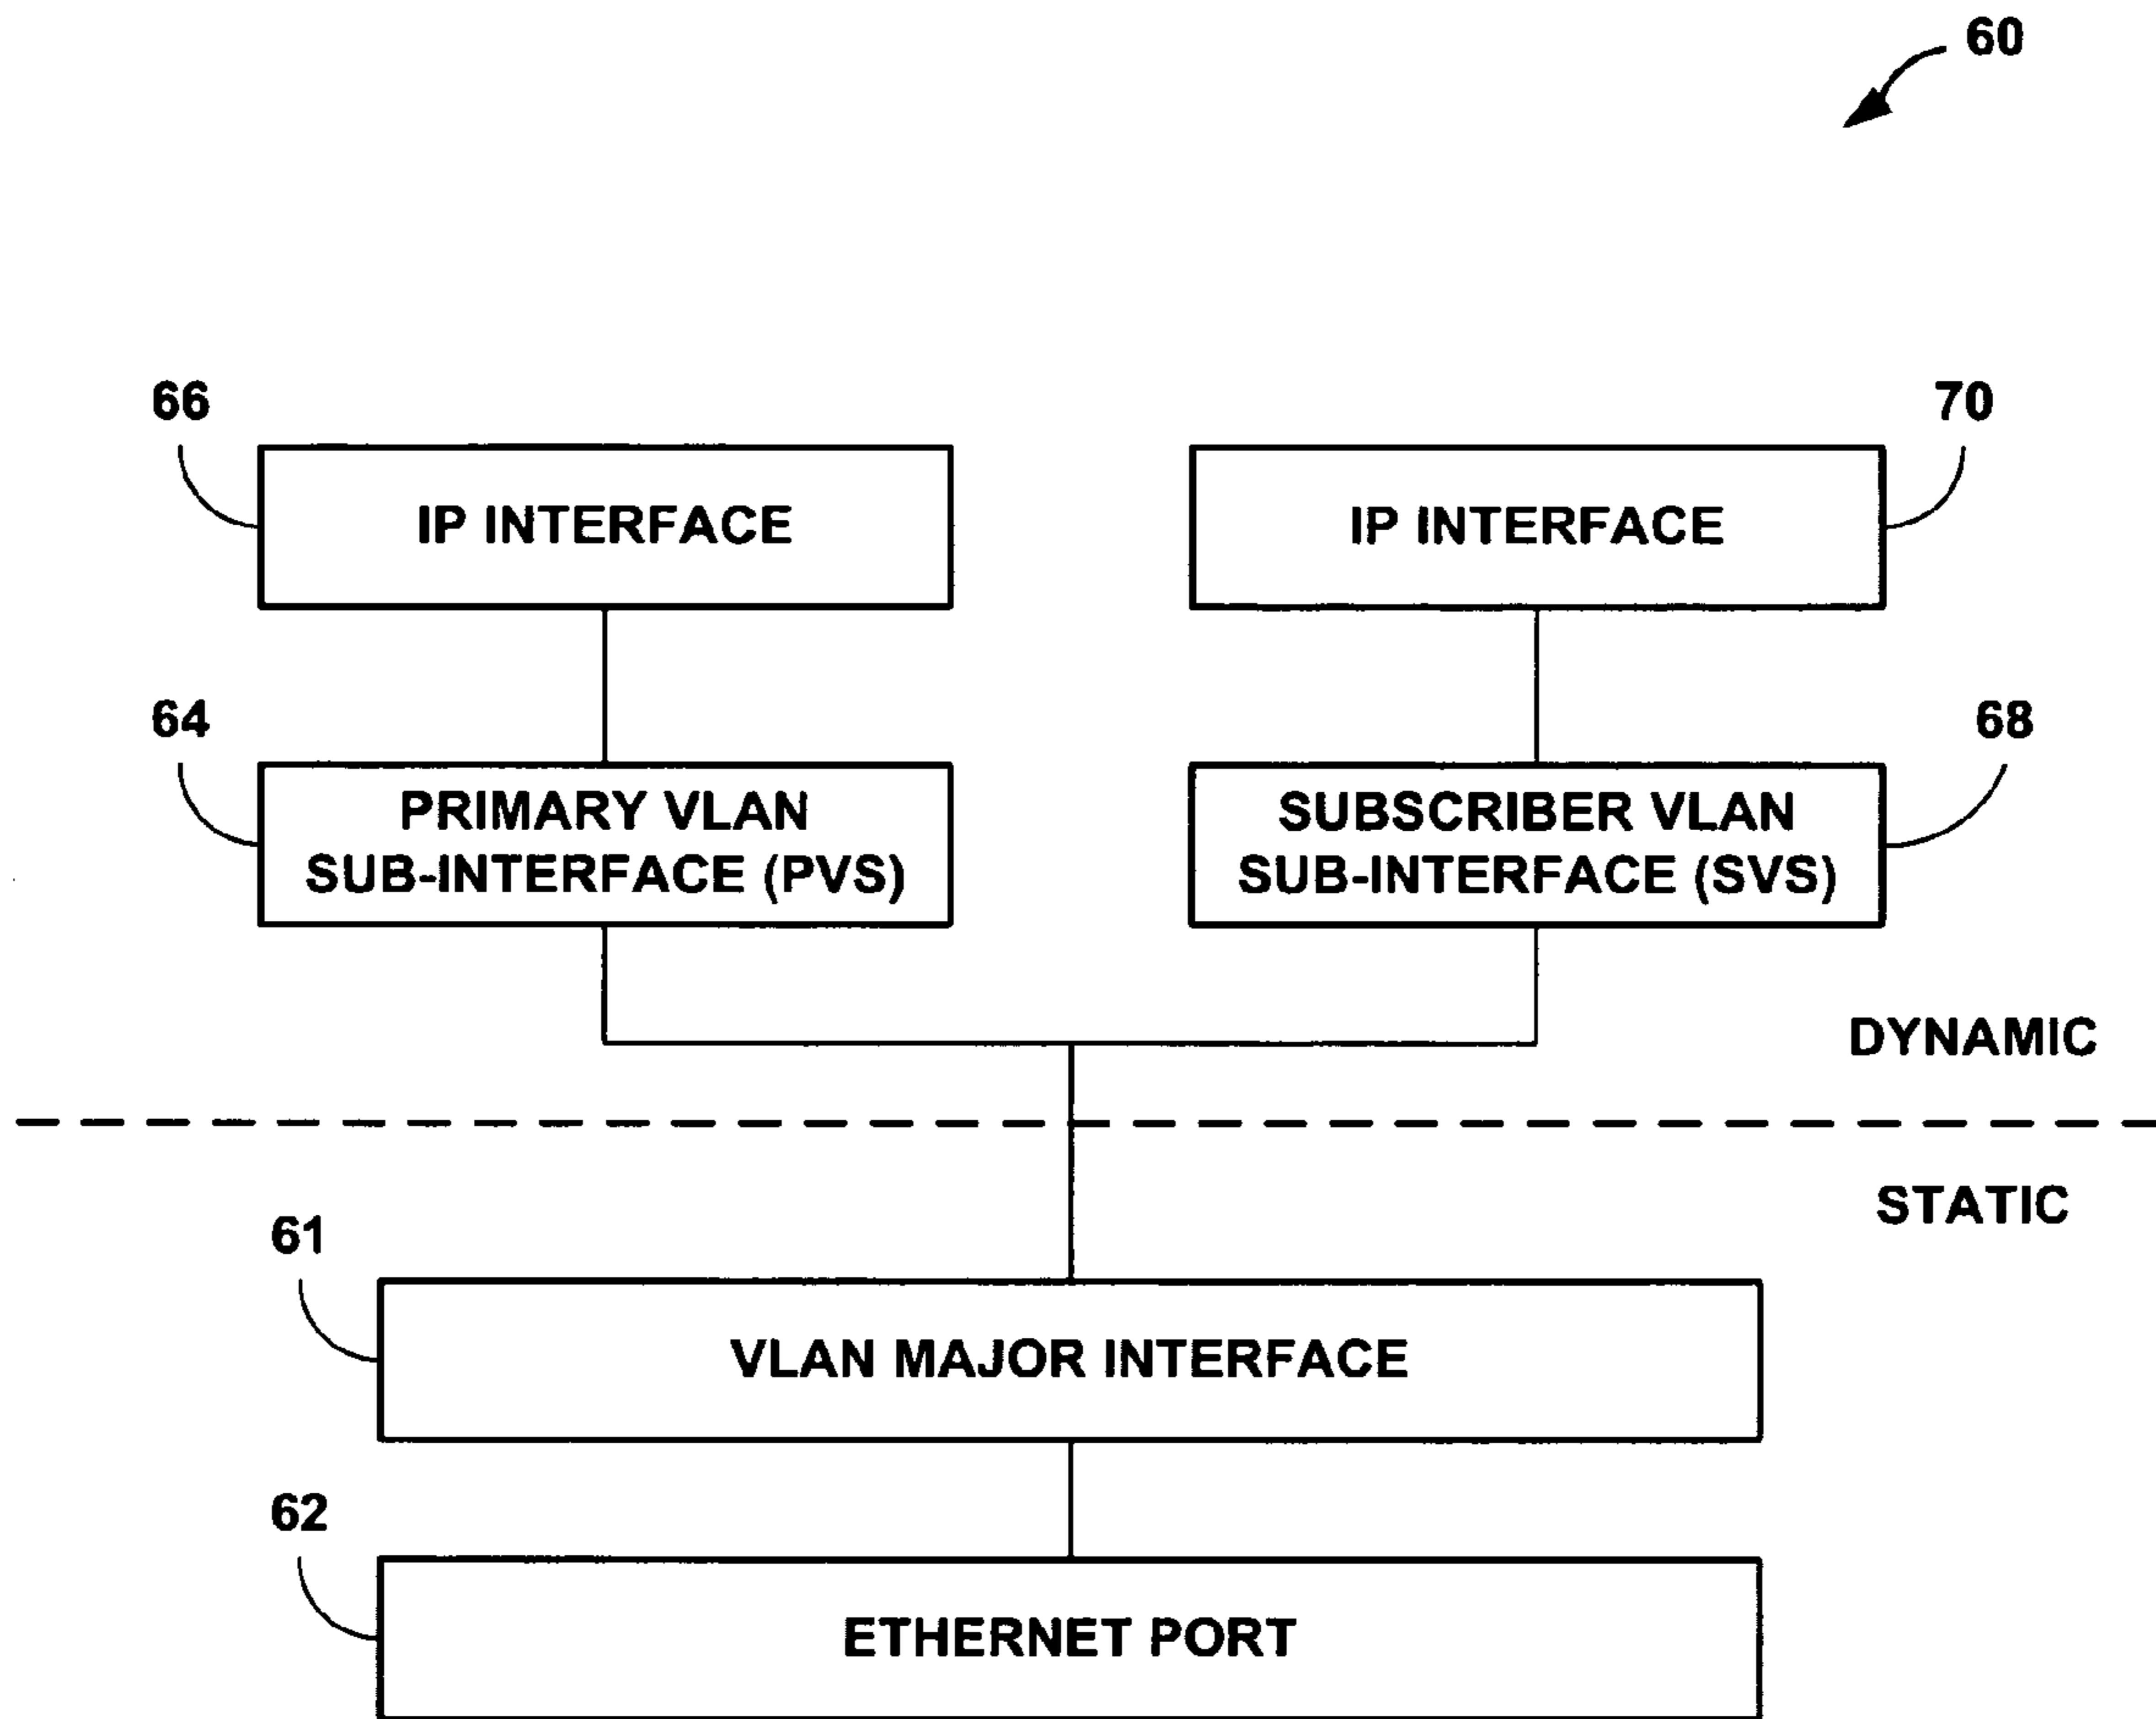 60
66
70
IP INTERFACE
IP INTERFACE
64
68
PRIMARY VLAN
SUB-INTERFACE (PVS)
SUBSCRIBER VLAN
SUB-INTERFACE (SVS)
DYNAMIC
STATIC
61
VLAN MAJOR INTERFACE
62
ETHERNET PORT